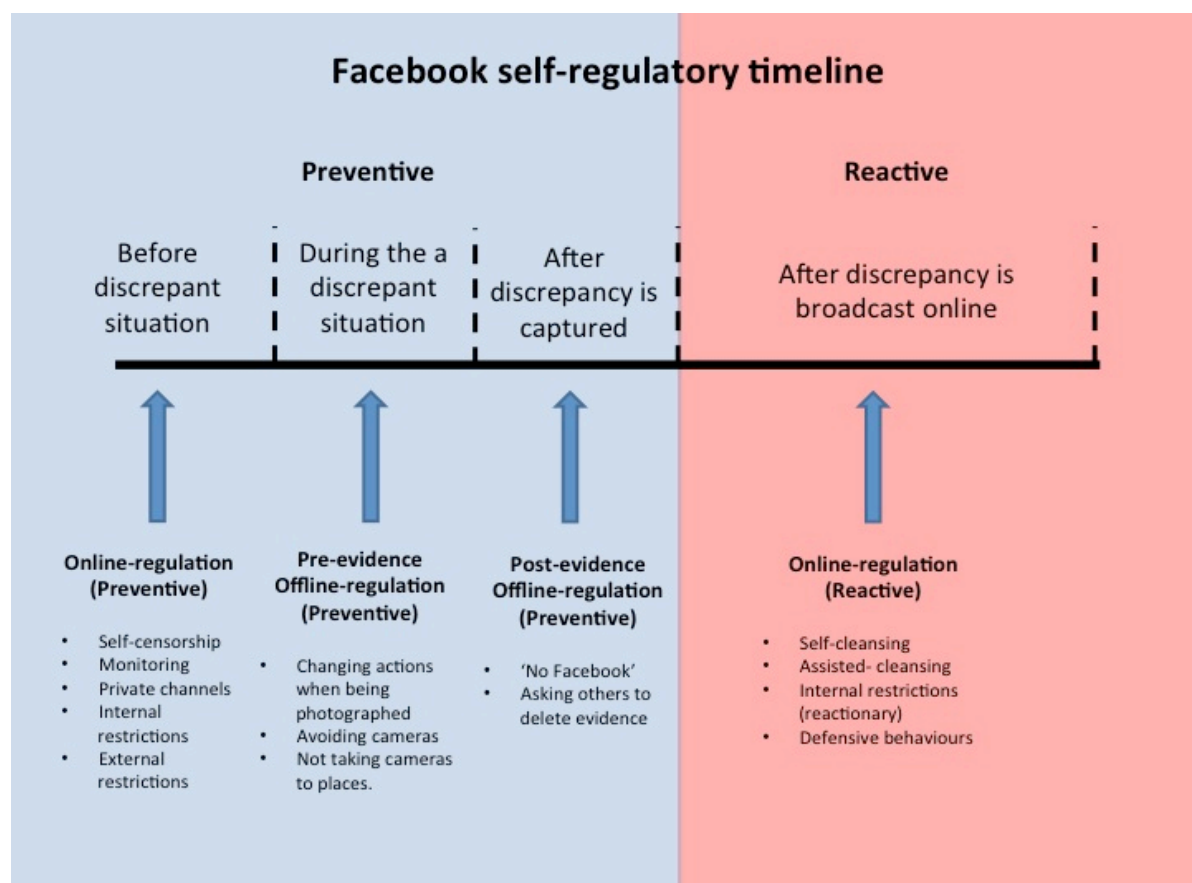 Facebook self-regulatory timeline
Preventive
Reactive
Before
discrepant
situation
During the a
discrepant
situation
After
discrepancy is
captured
After discrepancy is
broadcast online
Online-regulation
(Preventive)
• Self-censorship
• Monitoring
• Private channels
• Internal
restrictions
• External
restrictions
Pre-evidence
Offline-regulation
(Preventive)
• Changing actions
when being
photographed
• Avoiding cameras
• Not taking cameras
to places.
Post-evidence
Offline-regulation
(Preventive)
• ‘No Facebook’
• Asking others to
delete evidence
Online-regulation
(Reactive)
• Self-cleansing
• Assisted- cleansing
• Internal restrictions
(reactionary)
• Defensive behaviours